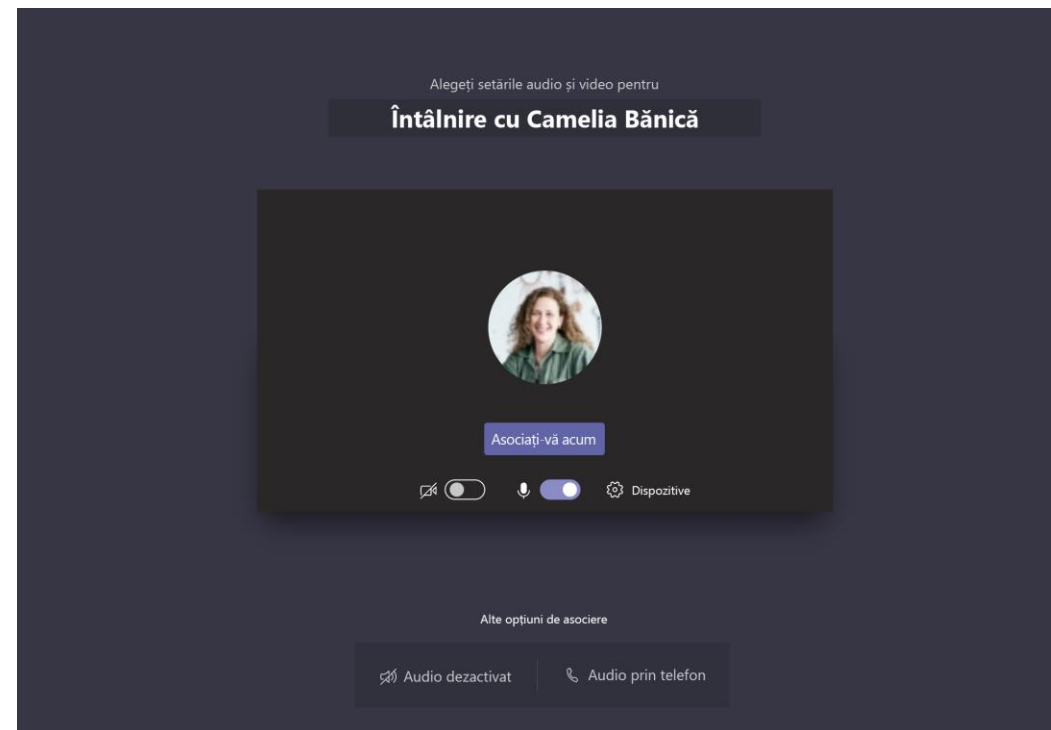 Alegeți setările audio și video pentru
Întâlnire cu Camelia Bănică
Asociați-vă acum
Dispozitive
Alte opțiuni de asociere
Audio dezactivat
Audio prin telefon